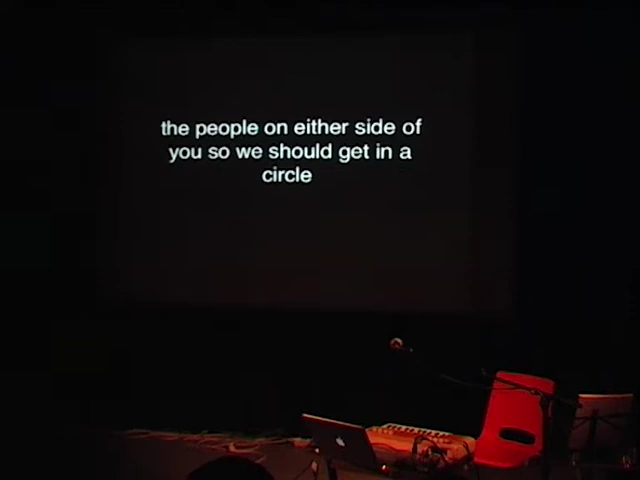 the people on either side of
you so we should get in a
circle